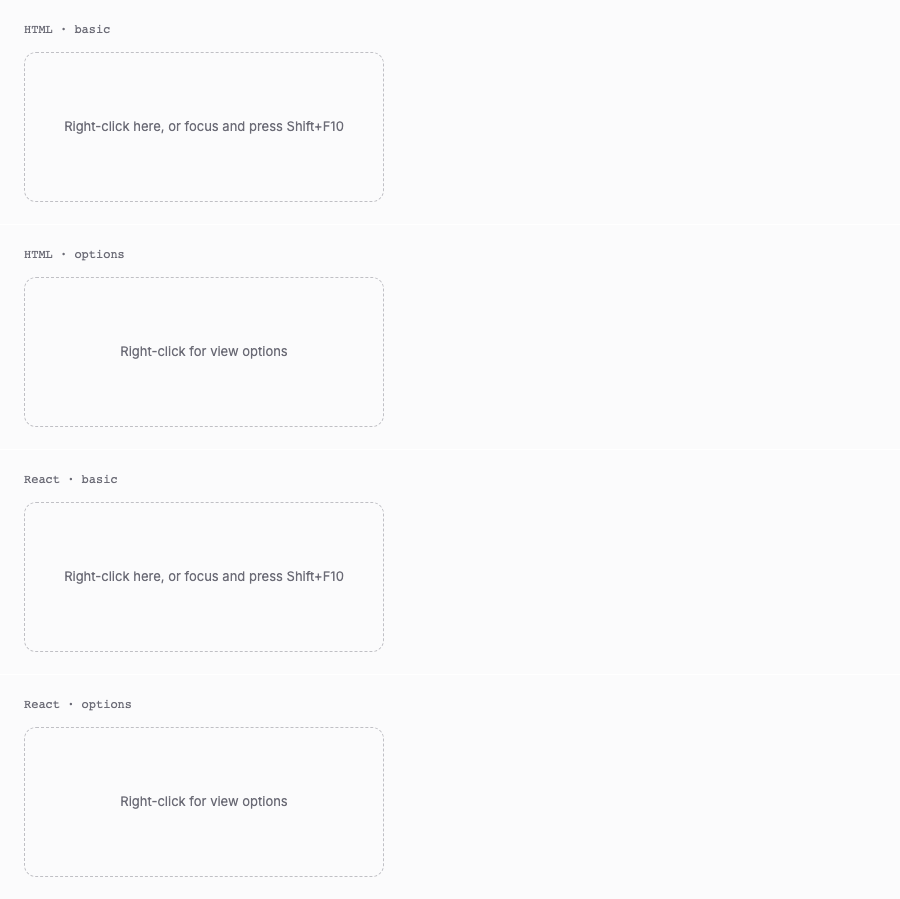 HTML · basic
Right-click here, or focus and press Shift+F10
HTML · options
Right-click for view options
React · basic
Right-click here, or focus and press Shift+F10
React · options
Right-click for view options